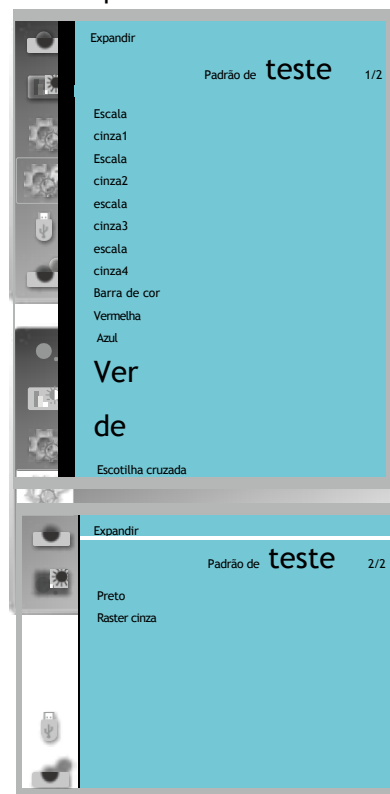 Expandir
Padrão de teste 1/2
Escala
cinza1
Escala
cinza2
escala
cinza3
escala
cinza4
Barra de cor
Vermelha
Azul
Ver
de
Escotilha cruzada
Expandir
Padrão de teste 2/2
Preto
Raster cinza